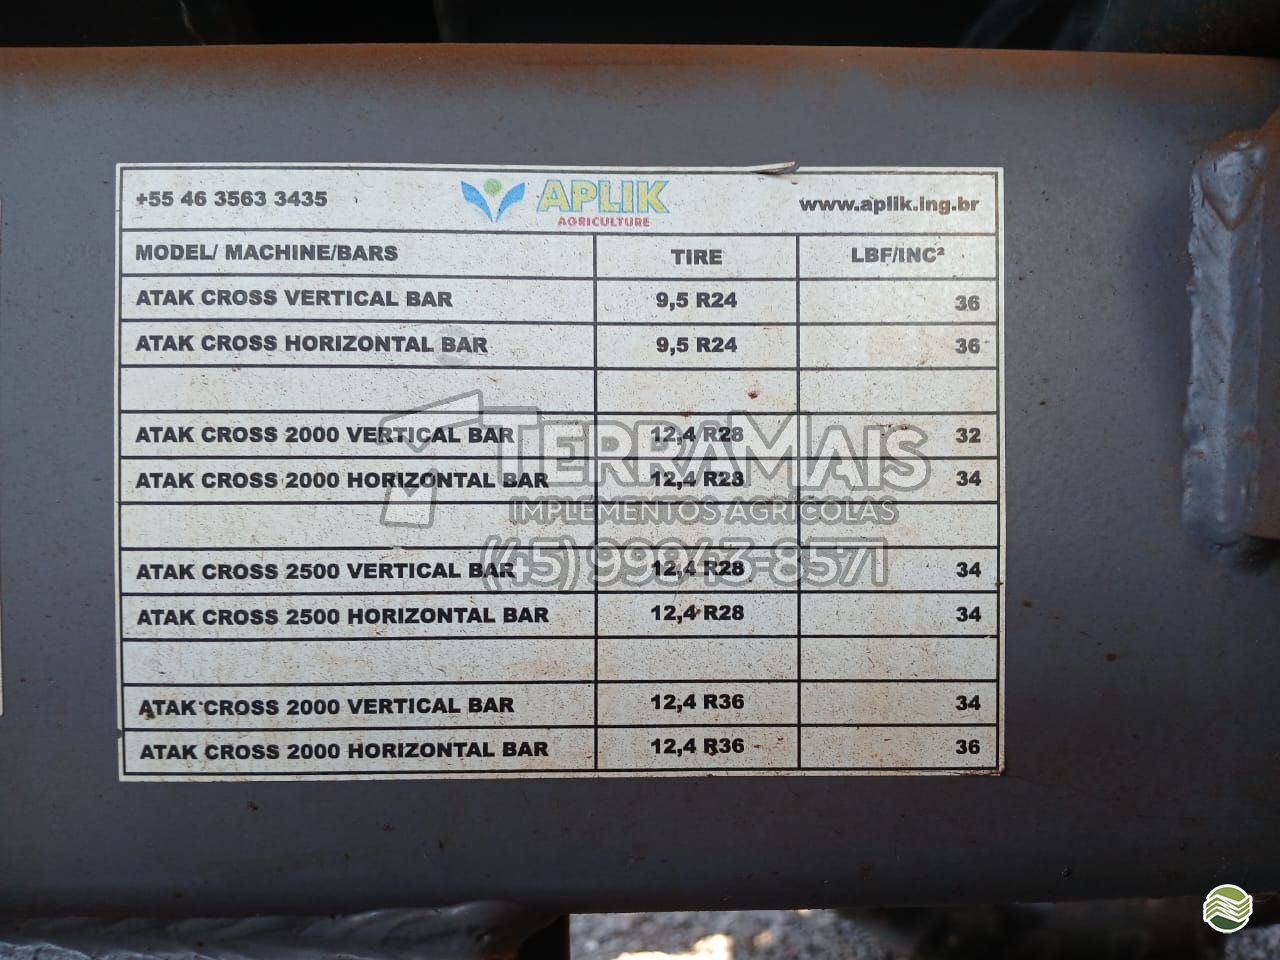 +55 46 3563 3435 APLIK www.aplik.ing.br
AGRICULTURE
MODEL/ MACHINE/BARS TIRE LBF/INC²
ATAK CROSS VERTICAL BAR 9,5 R24 36
ATAK CROSS HORIZONTAL BAR 9,5 R24 36
ATAK CROSS 2000 VERTICAL BAR 12,4 R28 32
ATAK CROSS 2000 HORIZONTAL BAR 12,4 R28 34
ATAK CROSS 2500 VERTICAL BAR 12,4 R28 34
ATAK CROSS 2500 HORIZONTAL BAR 12,4 R28 34
ATAK CROSS 2000 VERTICAL BAR 12,4 R36 34
ATAK CROSS 2000 HORIZONTAL BAR 12,4 R36 36
TERRAMAIS
IMPLEMENTOS AGRÍCOLAS
(45) 99843-8571